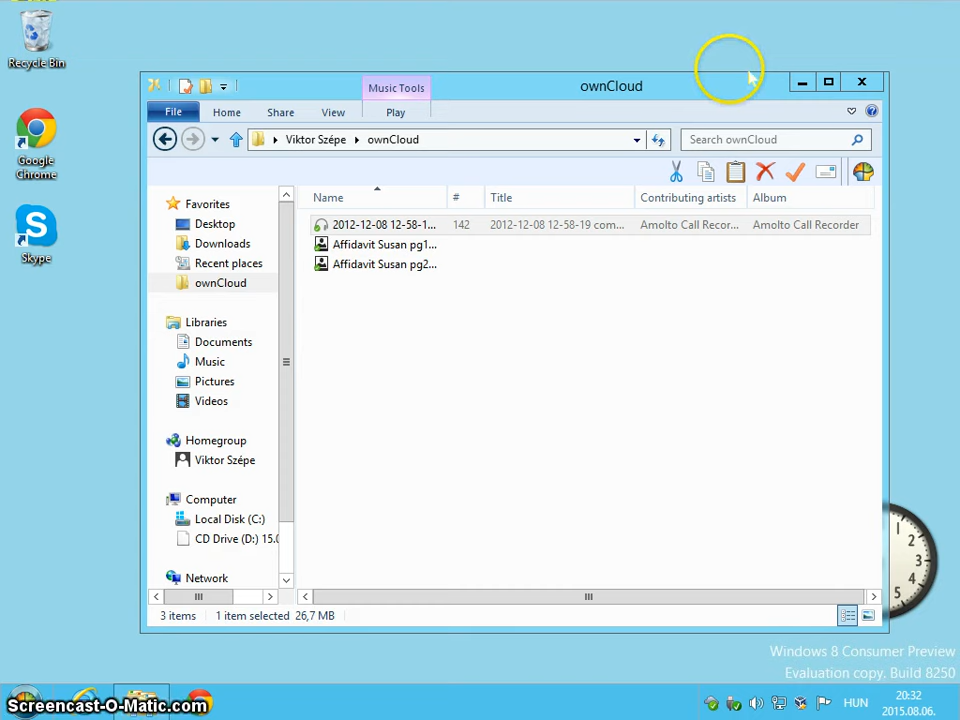 Recycle Bin
Google Chrome
Skype
ownCloud
Music Tools
File Home Share View Play
Viktor Szépe ownCloud
Search ownCloud
Name # Title Contributing artists Album
2012-12-08 12-58-1... 142 2012-12-08 12-58-19 com... Amolto Call Recor... Amolto Call Recorder
Affidavit Susan pg1...
Affidavit Susan pg2...
Favorites
Desktop
Downloads
Recent places
ownCloud
Libraries
Documents
Music
Pictures
Videos
Homegroup
Viktor Szépe
Computer
Local Disk (C:)
CD Drive (D:) 15.0
Network
3 items 1 item selected 26,7 MB
1
2
3
4
5
Windows 8 Consumer Preview
Evaluation copy. Build 8250
Screencast-O-Matic.com
HUN
20:32
2015.08.06.